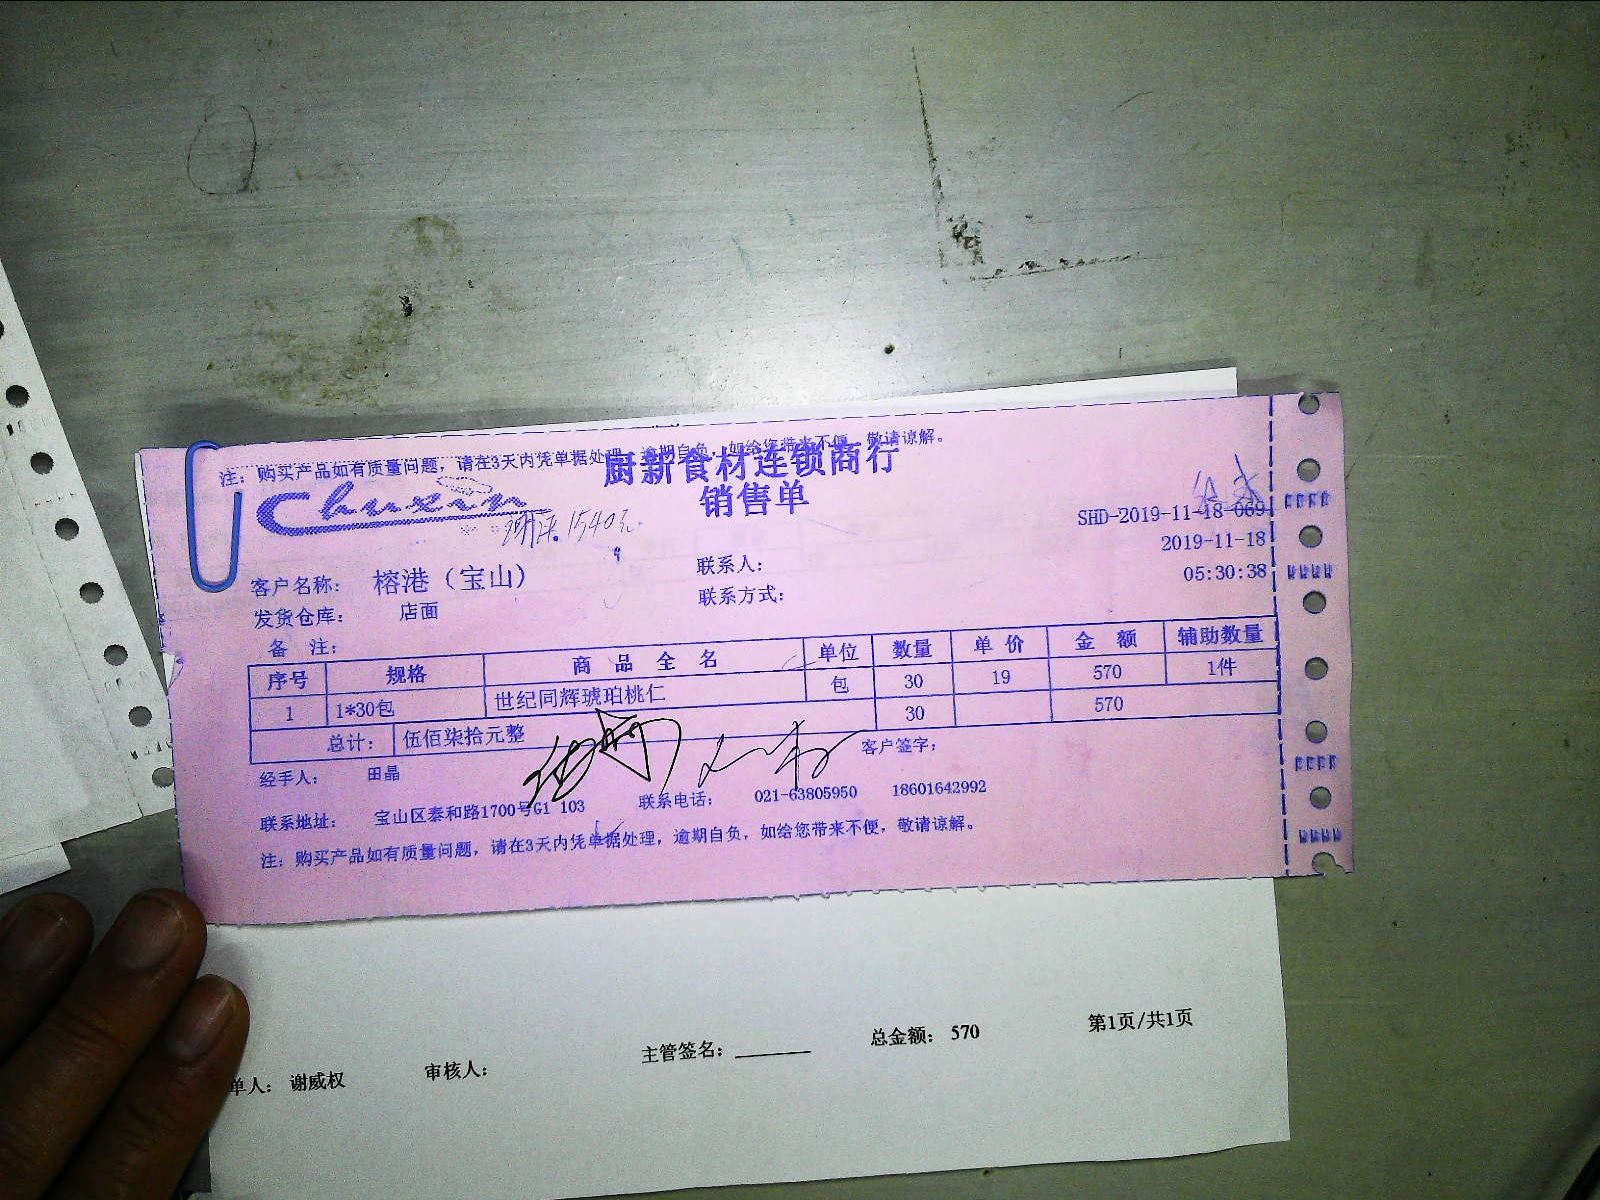 注：购买产品如有质量问题，请在3天内凭单据处理，逾期自负，如给您带来不便，敬请谅解。
厨新食材连锁商行
Chuxin
销售单
1540元
SHD-2019-11-18-069
2019-11-18
05:30:38
客户名称： 榕港（宝山） 联系人：
发货仓库： 店面 联系方式：
备 注：
序号 规格 商 品 全 名 单位 数量 单 价 金 额 辅助数量
1 1*30包 世纪同辉琥珀桃仁 包 30 19 570 1件
总计： 伍佰柒拾元整 30 570
经手人： 田晶 客户签字：
联系地址： 宝山区泰和路1700号G1 103 联系电话： 021-63805950 18601642992
注：购买产品如有质量问题，请在3天内凭单据处理，逾期自负，如给您带来不便，敬请谅解。
单人： 谢威权 审核人： 主管签名： 总金额： 570 第1页/共1页